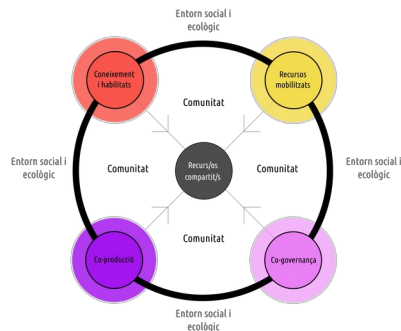 Entorn social i
ecològic
Coneixement
i habilitats
Recursos
mobilitzats
Comunitat
Entorn social i
ecològic
Comunitat
Recurs/os
compartit/s
Comunitat
Entorn social i
ecològic
Comunitat
Co-producció
Co-governança
Entorn social i
ecològic